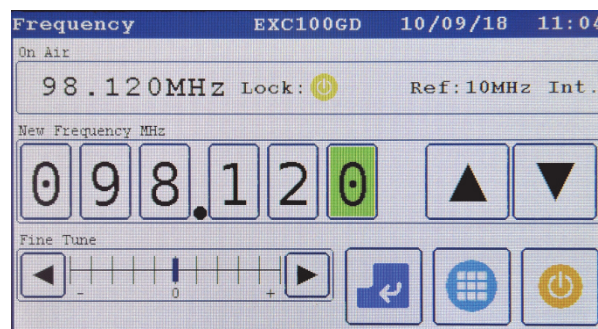 Frequency EXC100GD 10/09/18 11:04
On Air
98.120MHz Lock: Ref:10MHz Int.
New Frequency MHz
098.120
Fine Tune
- 0 +